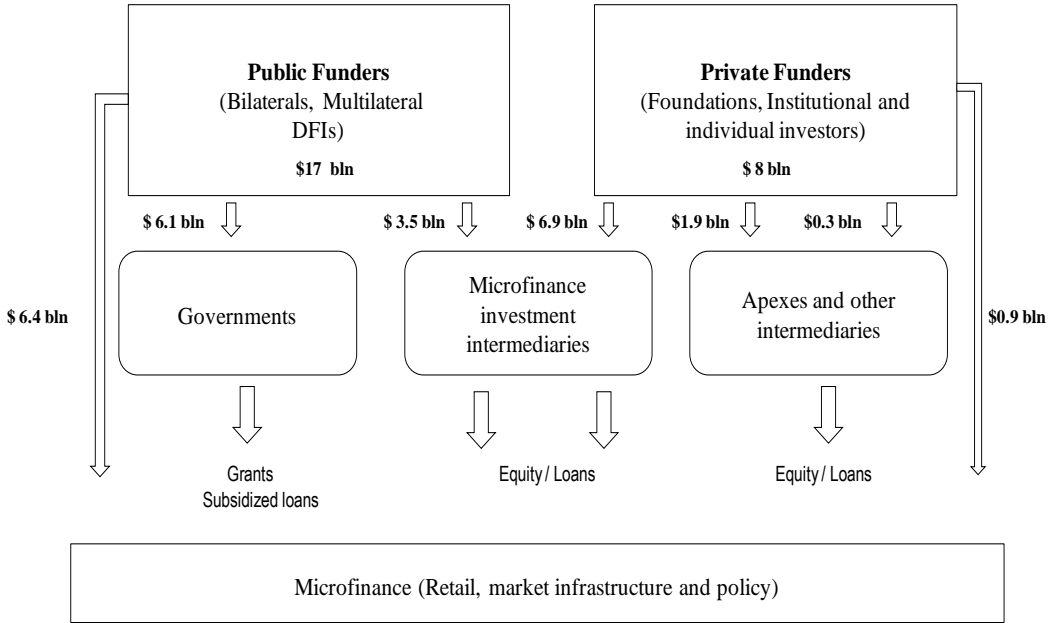 Public Funders
(Bilaterals, Multilateral
DFIs)
$17 bln
Private Funders
(Foundations, Institutional and
individual investors)
$ 8 bln
$ 6.1 bln
$ 3.5 bln
$ 6.9 bln
$1.9 bln
$0.3 bln
$ 6.4 bln
Governments
Microfinance
investment
intermediaries
Apexes and other
intermediaries
$0.9 bln
Grants
Subsidized loans
Equity / Loans
Equity / Loans
Microfinance (Retail, market infrastructure and policy)